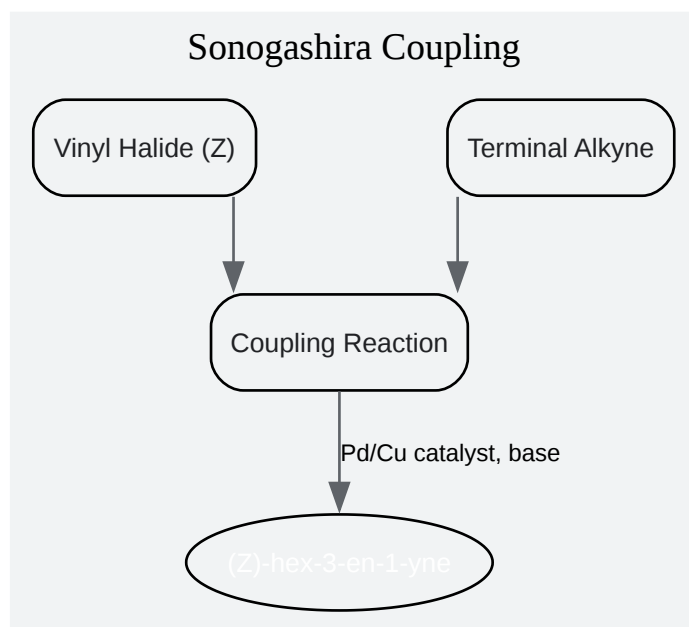 Sonogashira Coupling
Vinyl Halide (Z)
Terminal Alkyne
Coupling Reaction
Pd/Cu catalyst, base
(Z)-hex-3-en-1-yne